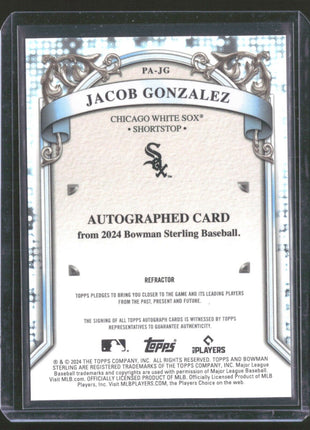 PA-JG
JACOB GONZALEZ
CHICAGO WHITE SOX®
• SHORTSTOP •
Sox
AUTOGRAPHED CARD
from 2024 Bowman Sterling Baseball.
REFRACTOR
TOPPS PLEDGES TO BRING YOU CLOSER TO THE GAME AND ITS LEADING PLAYERS
FROM THE PAST, PRESENT AND FUTURE.
THE SIGNING OF ALL TOPPS AUTOGRAPH CARDS IS WITNESSED BY TOPPS
REPRESENTATIVES TO GUARANTEE AUTHENTICITY.
Topps
PLAYERS
® & © 2024 THE TOPPS COMPANY, INC. ALL RIGHTS RESERVED. TOPPS AND BOWMAN
STERLING ARE REGISTERED TRADEMARKS OF THE TOPPS COMPANY, INC. Major League
Baseball trademarks and copyrights are used with permission of Major League Baseball.
Visit MLB.com. OFFICIALLY LICENSED PRODUCT OF MLB. Officially Licensed Product of MLB
Players, Inc. Visit MLBPLAYERS.com, the Players Choice on the web.